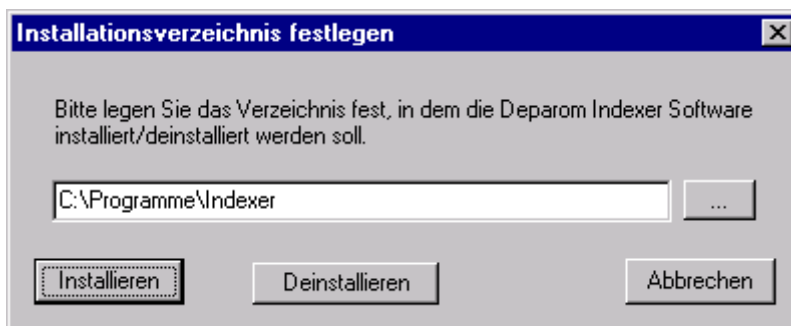 Installationsverzeichnis festlegen
Bitte legen Sie das Verzeichnis fest, in dem die Deparom Indexer Software
installiert/deinstalliert werden soll.
C:\Programme\Indexer
...
Installieren
Deinstallieren
Abbrechen